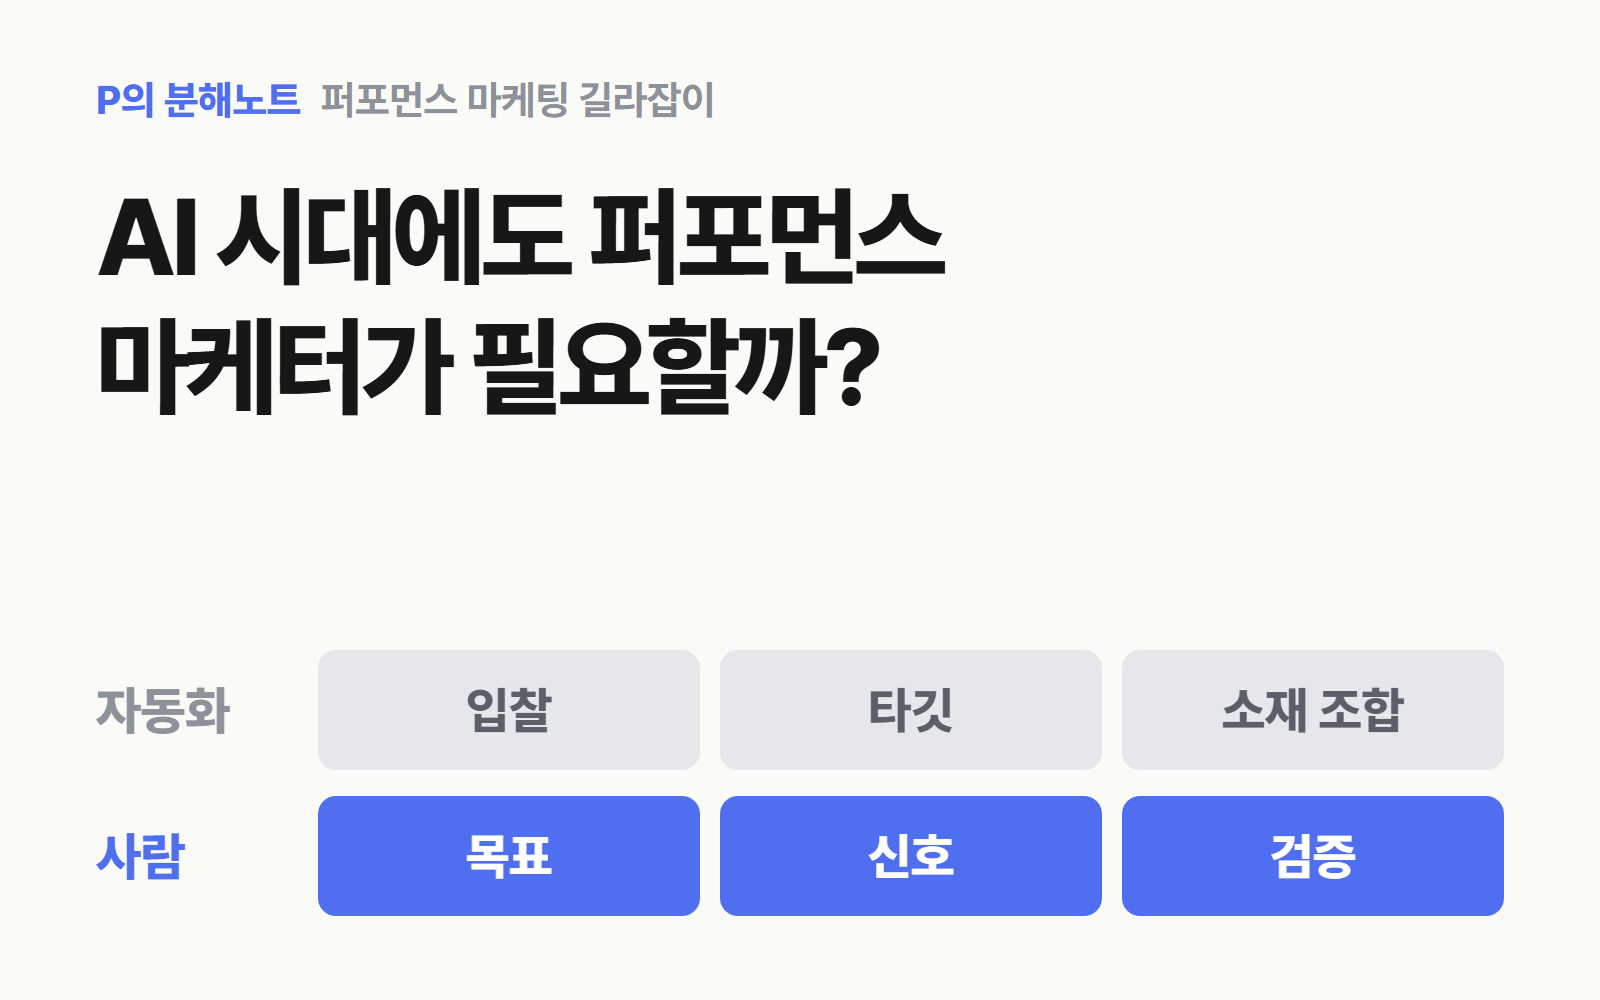 P의 분해노트 퍼포먼스 마케팅 길라잡이
AI 시대에도 퍼포먼스
마케터가 필요할까?
자동화 입찰 타깃 소재 조합
사람 목표 신호 검증